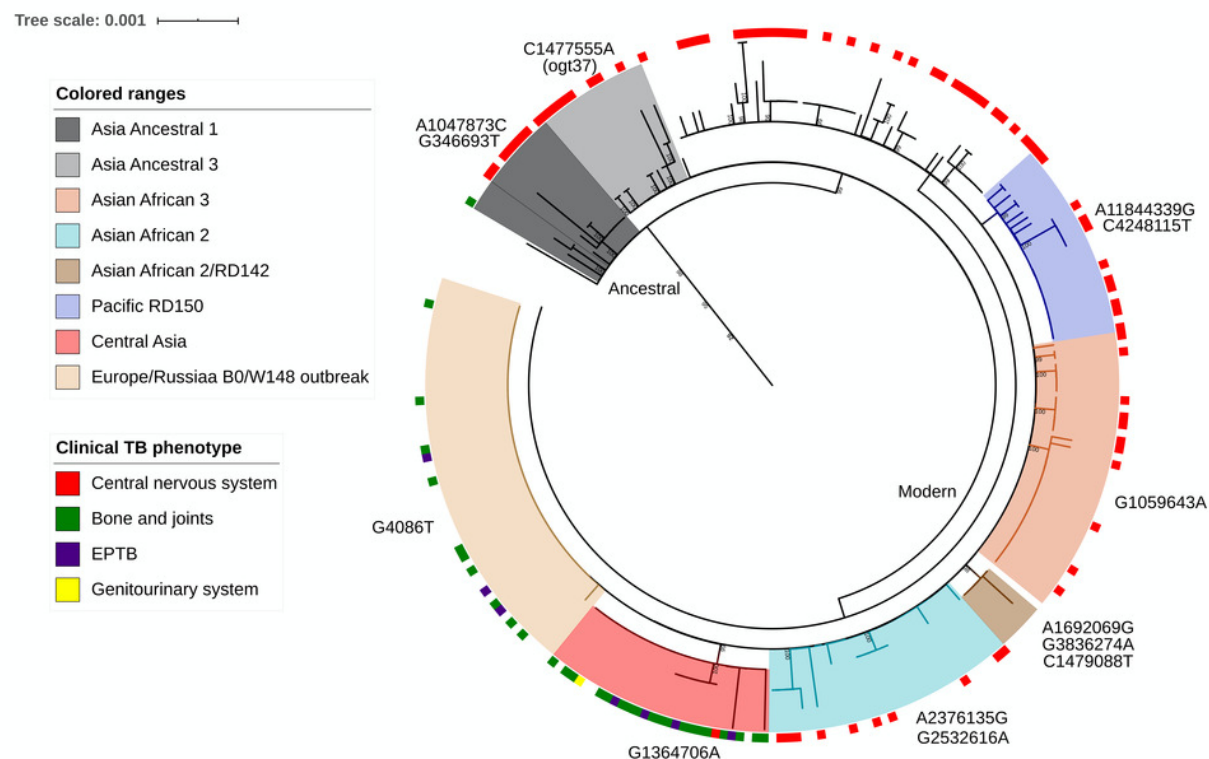 Tree scale: 0.001
Colored ranges
Asia Ancestral 1
Asia Ancestral 3
Asian African 3
Asian African 2
Asian African 2/RD142
Pacific RD150
Central Asia
Europe/Russiaa B0/W148 outbreak
Clinical TB phenotype
Central nervous system
Bone and joints
EPTB
Genitourinary system
C1477555A
(ogt37)
A1047873C
G346693T
A11844339G
C4248115T
Ancestral
Modern
G1059643A
G4086T
A1692069G
G3836274A
C1479088T
A2376135G
G2532616A
G1364706A